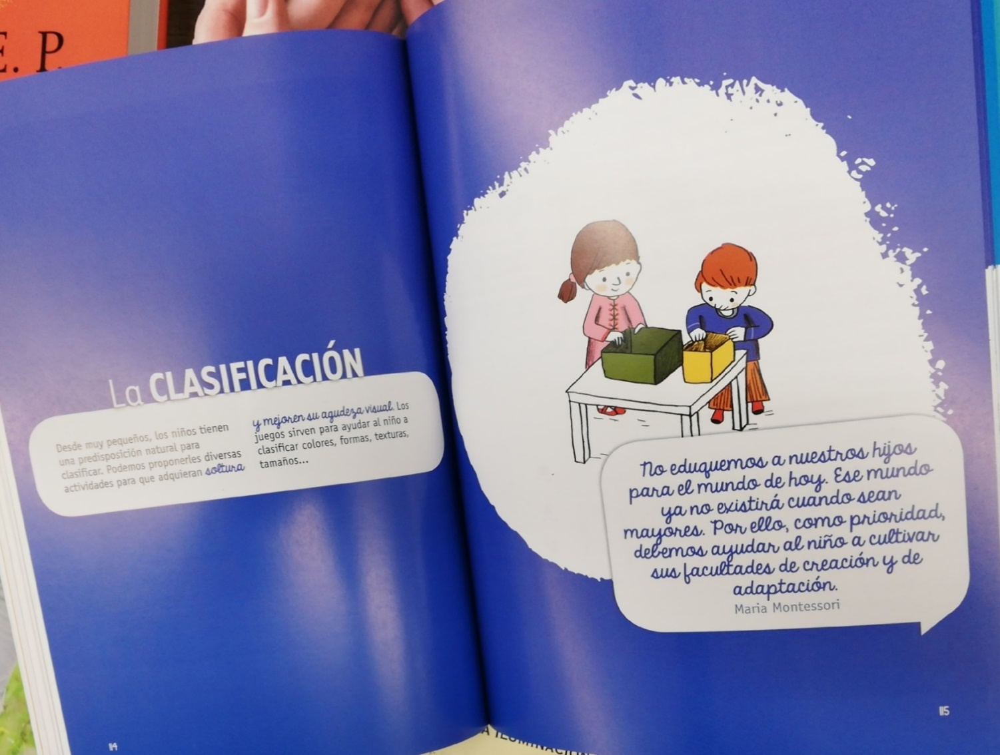 E. P.
La CLASIFICACIÓN
Desde muy pequeños, los niños tienen
una predisposición natural para
clasificar. Podemos proponerles diversas
actividades para que adquieran soltura
y mejoren su agudeza visual. Los
juegos sirven para ayudar al niño a
clasificar colores, formas, texturas,
tamaños...
114
No eduquemos a nuestros hijos
para el mundo de hoy. Ese mundo
ya no existirá cuando sean
mayores. Por ello, como prioridad,
debemos ayudar al niño a cultivar
sus facultades de creación y de
adaptación.
Maria Montessori
115